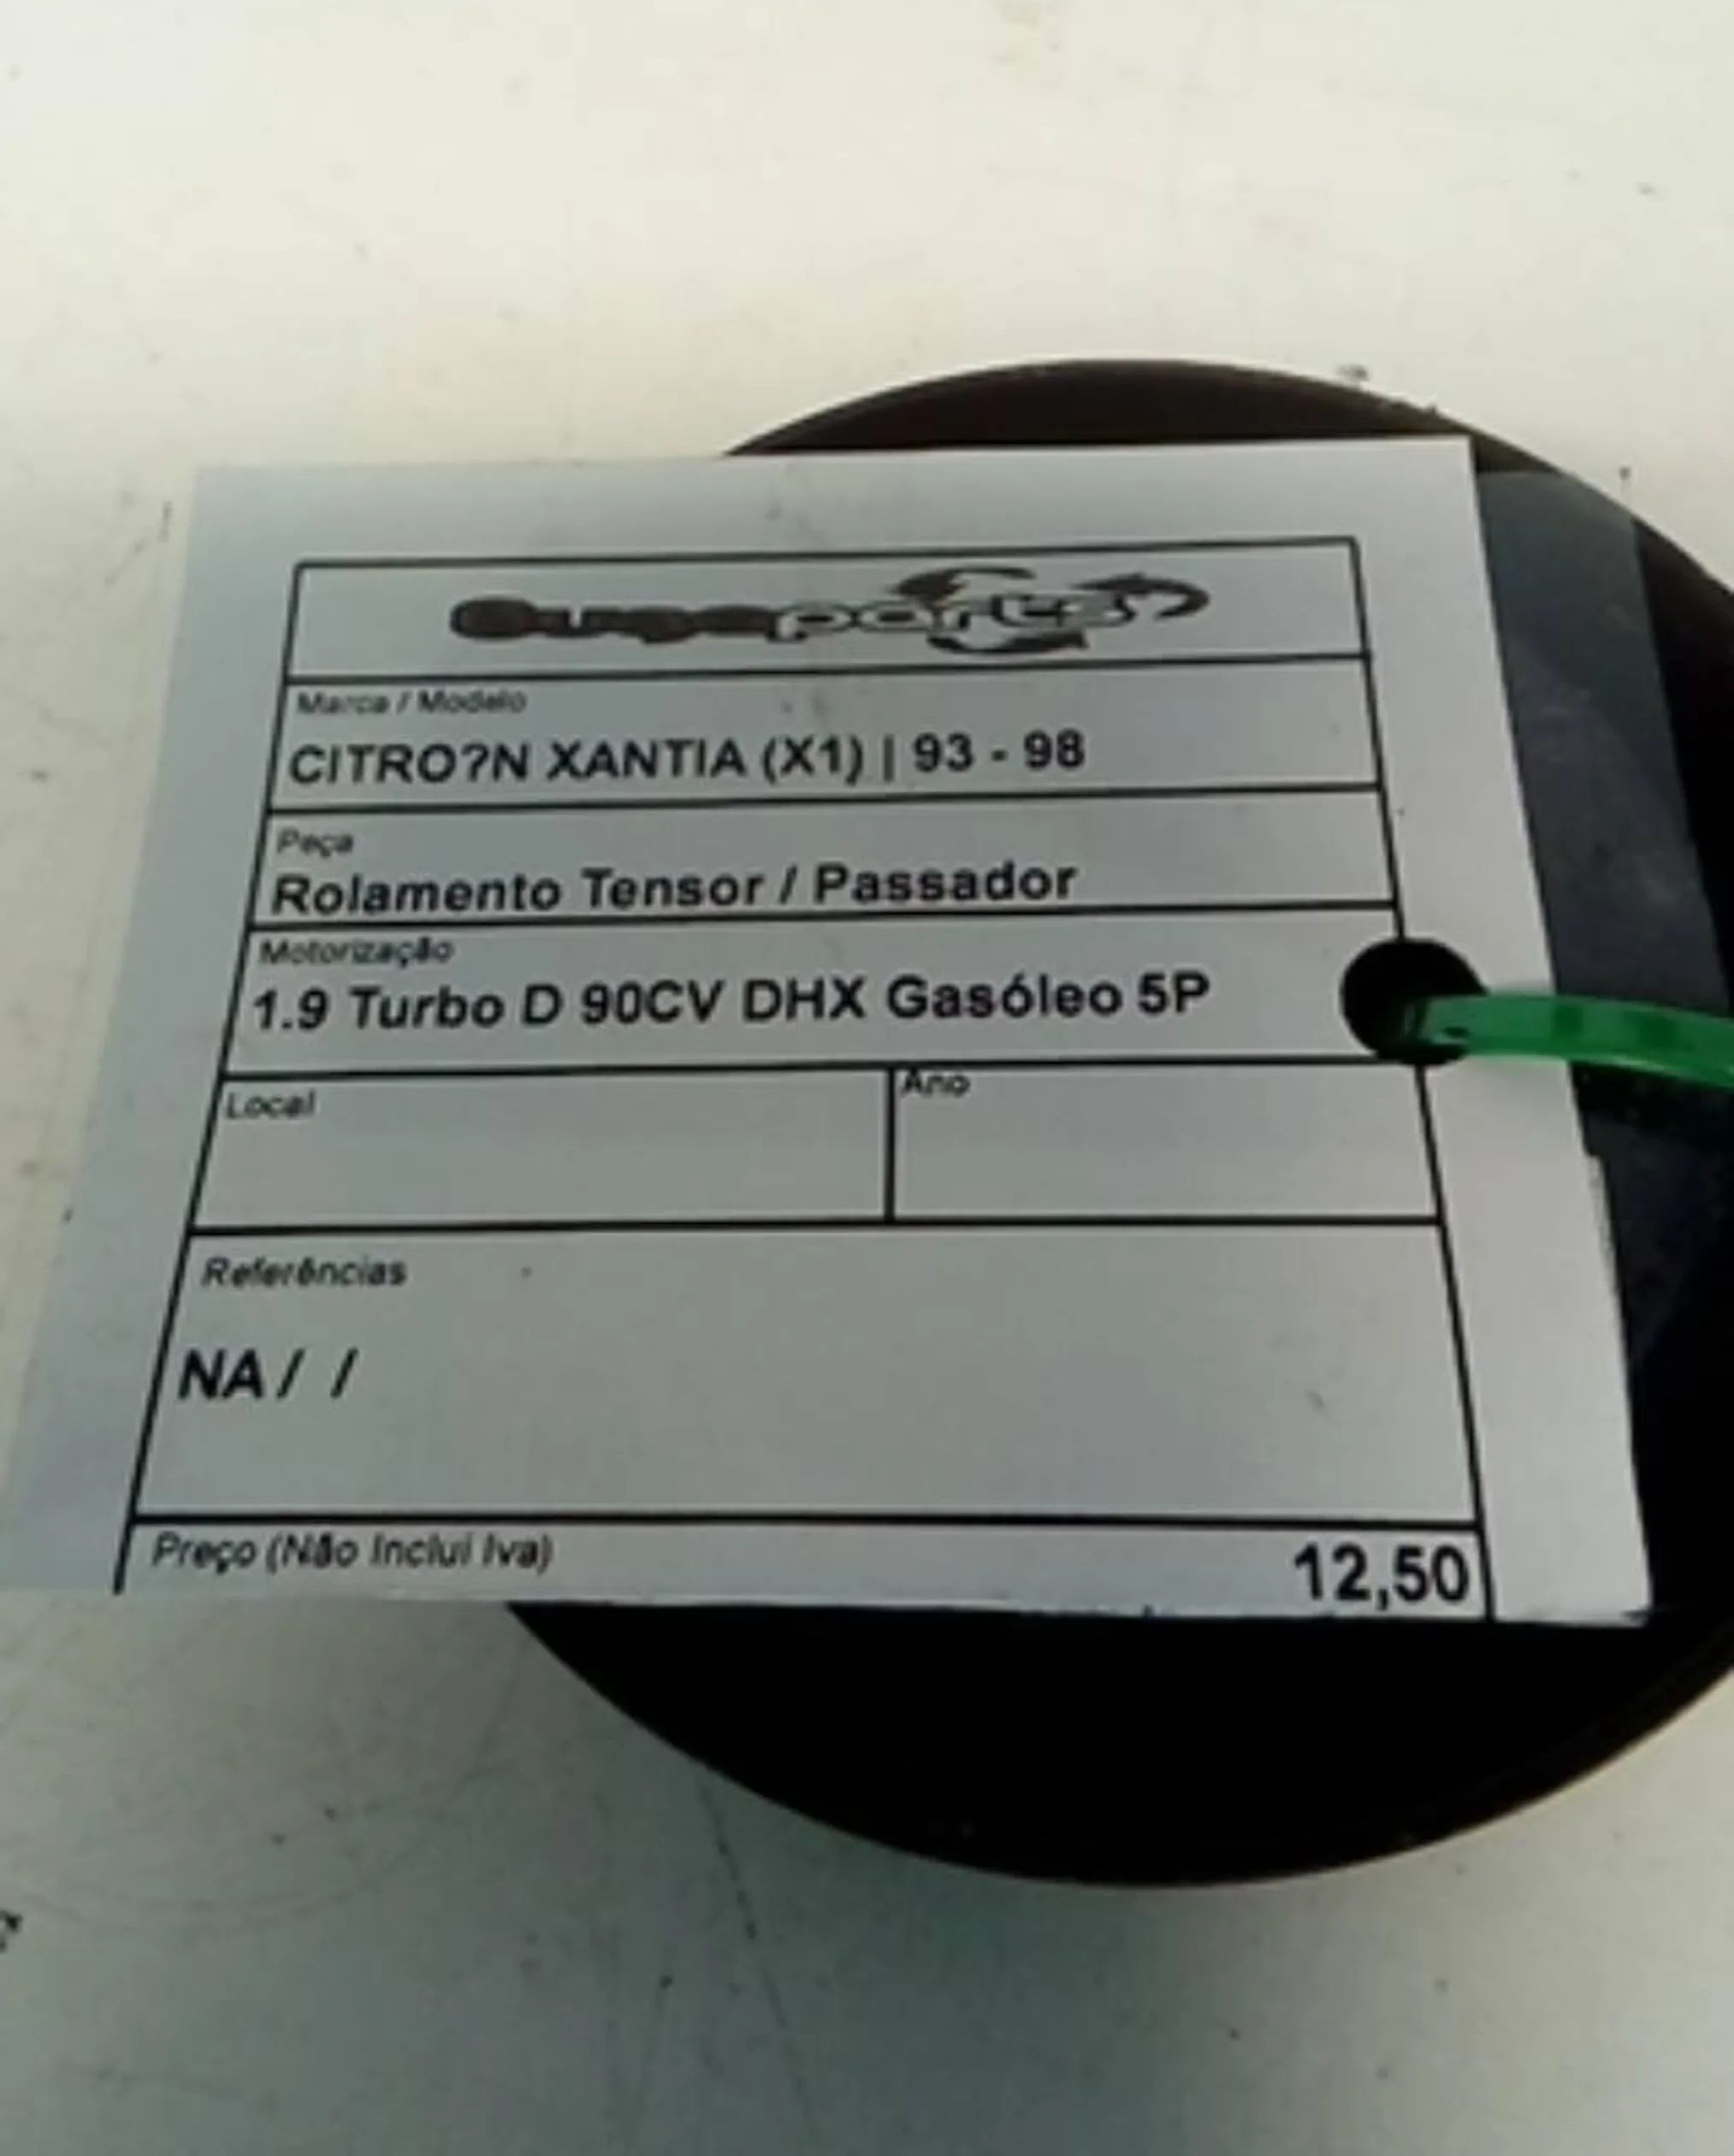 Marca / Modelo
CITRO?N XANTIA (X1) | 93 - 98
Peça
Rolamento Tensor / Passador
Motorização
1.9 Turbo D 90CV DHX Gasóleo 5P
Local
Ano
Referências
NA / /
Preço (Não Inclui Iva)
12,50